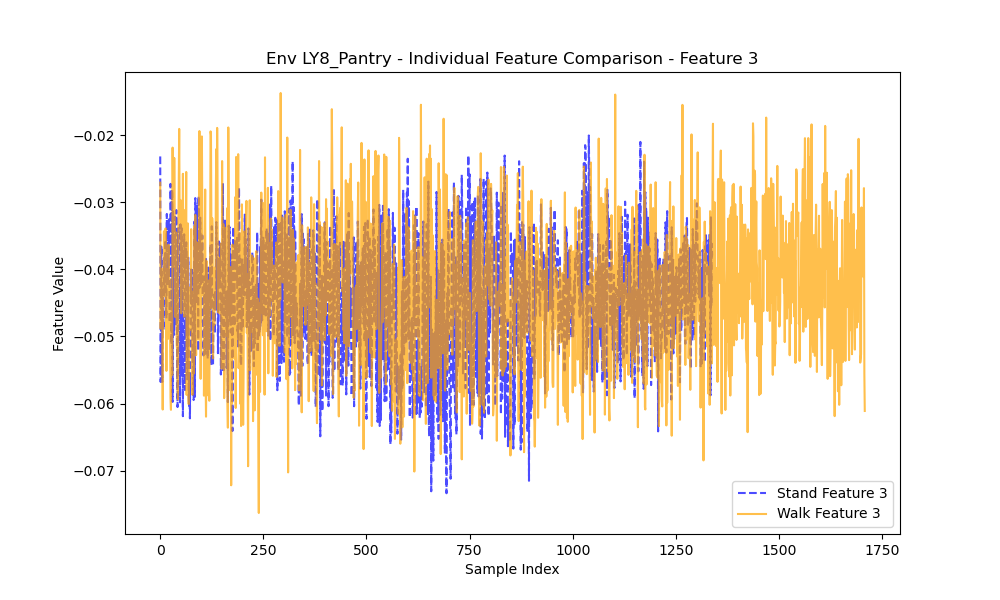 Env LY8_Pantry - Individual Feature Comparison - Feature 3
Feature Value
−0.02
−0.03
−0.04
−0.05
−0.06
−0.07
Stand Feature 3
Walk Feature 3
0
250
500
750
1000
1250
1500
1750
Sample Index